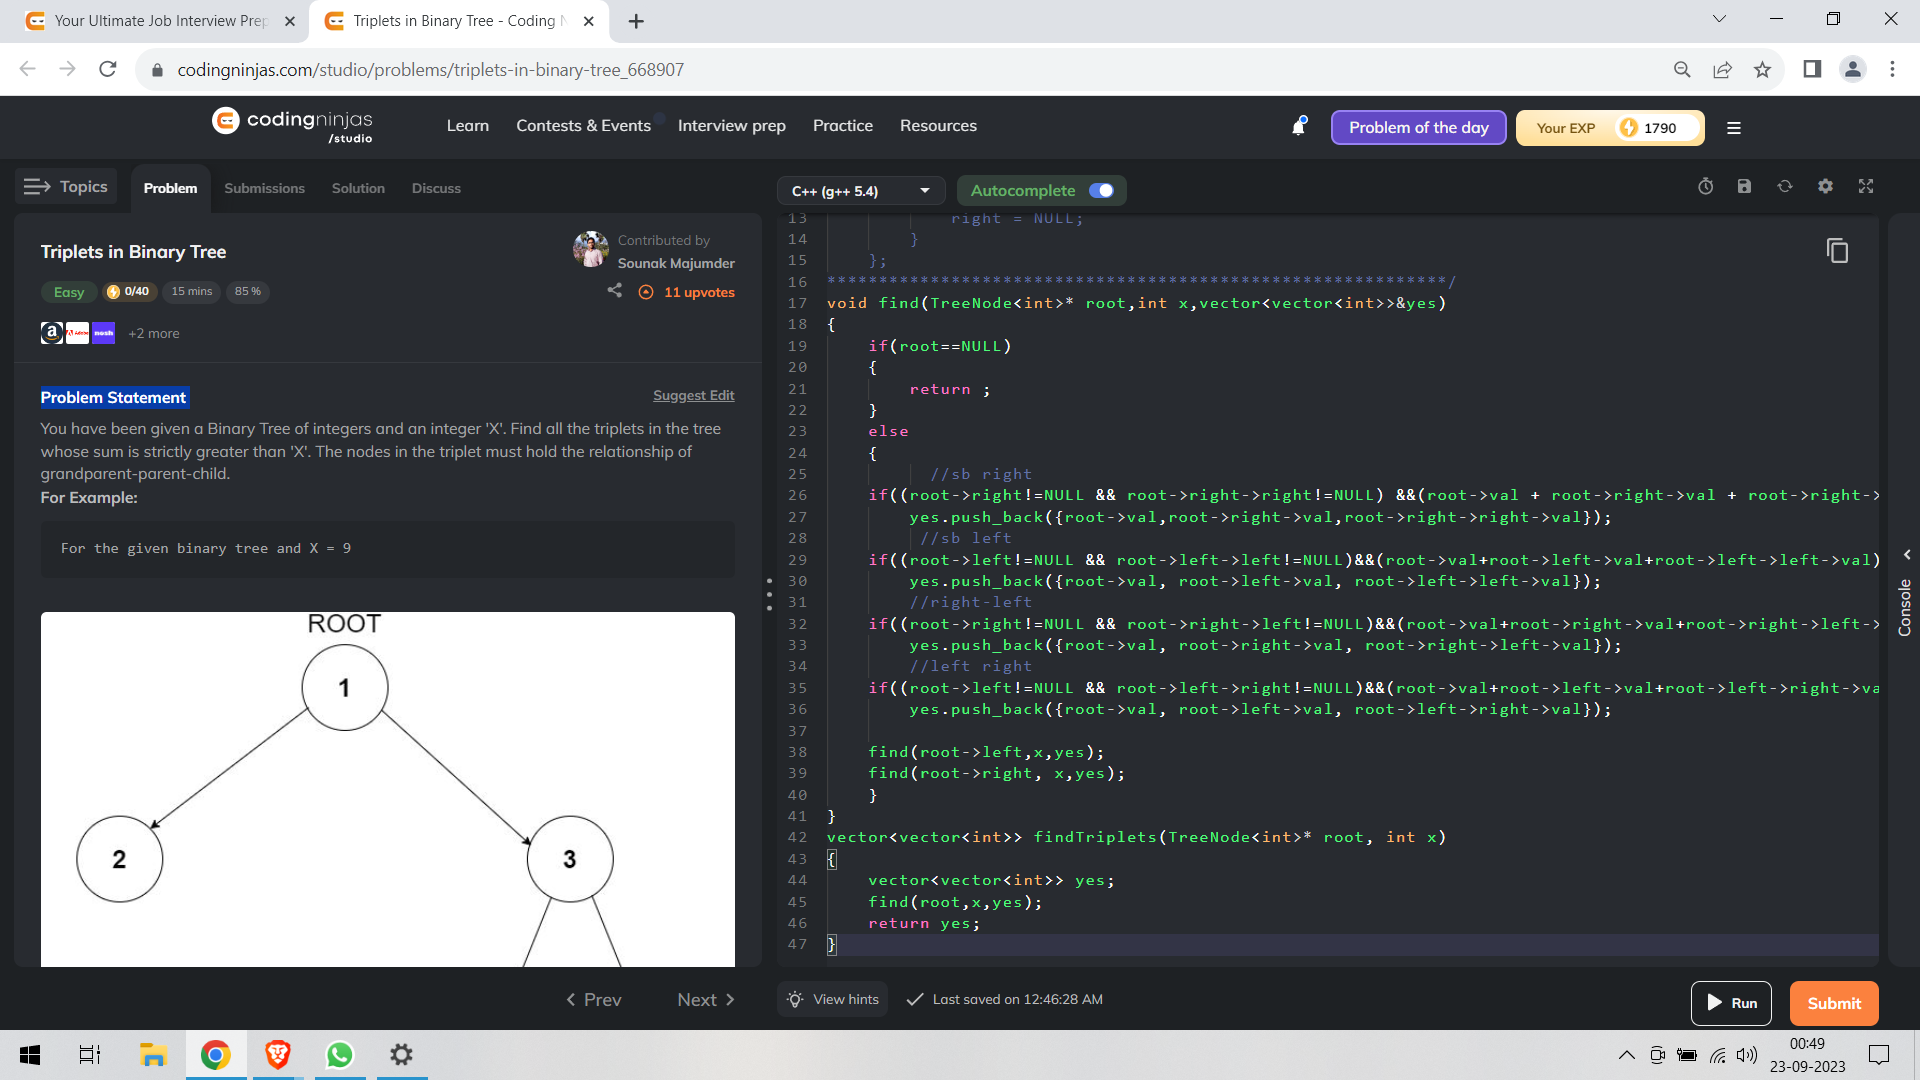 Your Ultimate Job Interview Prep
Triplets in Binary Tree - Coding N
codingninjas.com/studio/problems/triplets-in-binary-tree_668907
codingninjas
/studio
Learn
Contests & Events
Interview prep
Practice
Resources
Problem of the day
Your EXP
1790
Topics
Problem
Submissions
Solution
Discuss
Triplets in Binary Tree
Contributed by
Sounak Majumder
Easy
0/40
15 mins
85 %
11 upvotes
a
Adobe
nosh
+2 more
Problem Statement
Suggest Edit
You have been given a Binary Tree of integers and an integer 'X'. Find all the triplets in the tree
whose sum is strictly greater than 'X'. The nodes in the triplet must hold the relationship of
grandparent-parent-child.
For Example:
For the given binary tree and X = 9
ROOT
1
2
3
Prev
Next
C++ (g++ 5.4)
Autocomplete
13 right = NULL;
14 }
15 };
16 ************************************************************/
17 void find(TreeNode<int>* root,int x,vector<vector<int>>&yes)
18 {
19 if(root==NULL)
20 {
21 return ;
22 }
23 else
24 {
25 //sb right
26 if((root->right!=NULL && root->right->right!=NULL) &&(root->val + root->right->val + root->right->
27 yes.push_back({root->val,root->right->val,root->right->right->val});
28 //sb left
29 if((root->left!=NULL && root->left->left!=NULL)&&(root->val+root->left->val+root->left->left->val)
30 yes.push_back({root->val, root->left->val, root->left->left->val});
31 //right-left
32 if((root->right!=NULL && root->right->left!=NULL)&&(root->val+root->right->val+root->right->left->
33 yes.push_back({root->val, root->right->val, root->right->left->val});
34 //left right
35 if((root->left!=NULL && root->left->right!=NULL)&&(root->val+root->left->val+root->left->right->va
36 yes.push_back({root->val, root->left->val, root->left->right->val});
37
38 find(root->left,x,yes);
39 find(root->right, x,yes);
40 }
41 }
42 vector<vector<int>> findTriplets(TreeNode<int>* root, int x)
43 {
44 vector<vector<int>> yes;
45 find(root,x,yes);
46 return yes;
47 }
Console
View hints
Last saved on 12:46:28 AM
Run
Submit
00:49
23-09-2023